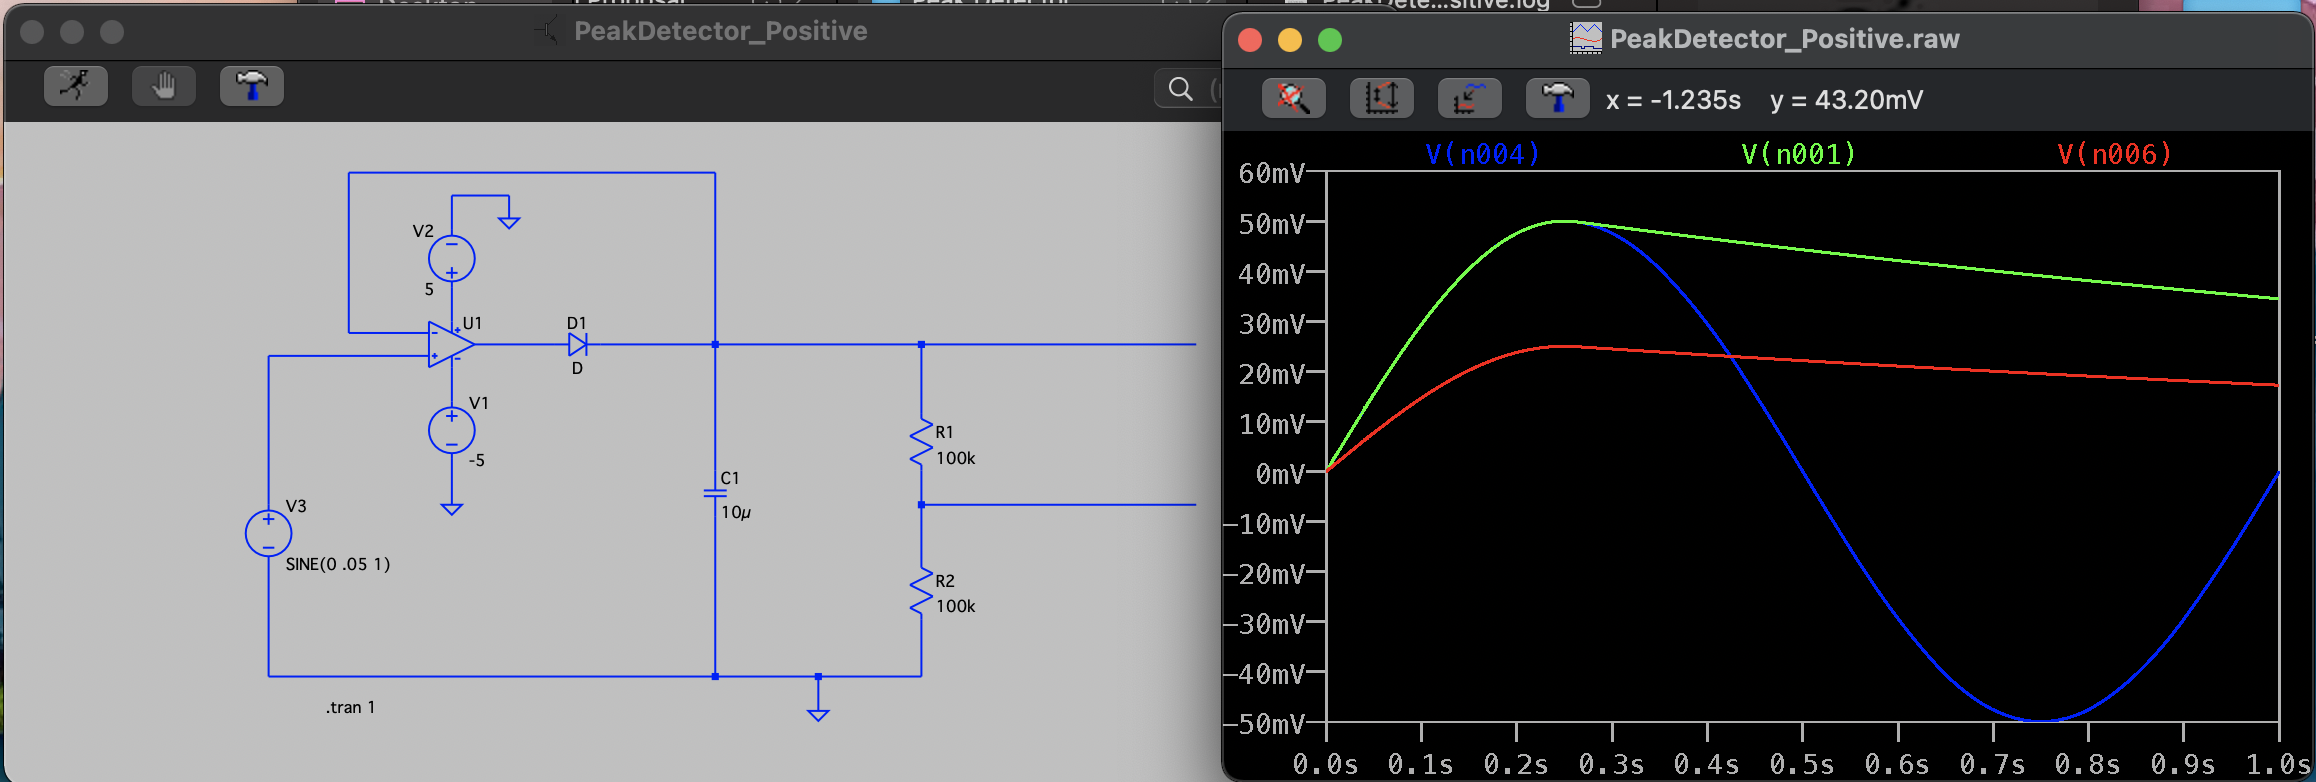 PeakDetector_Positive
V2
5
U1
D1
D
V1
-5
R1
100k
C1
10µ
V3
SINE(0 .05 1)
R2
100k
.tran 1
PeakDetector_Positive.raw
x = -1.235s y = 43.20mV
V(n004) V(n001) V(n006)
60mV
50mV
40mV
30mV
20mV
10mV
0mV
-10mV
-20mV
-30mV
-40mV
-50mV
0.0s 0.1s 0.2s 0.3s 0.4s 0.5s 0.6s 0.7s 0.8s 0.9s 1.0s